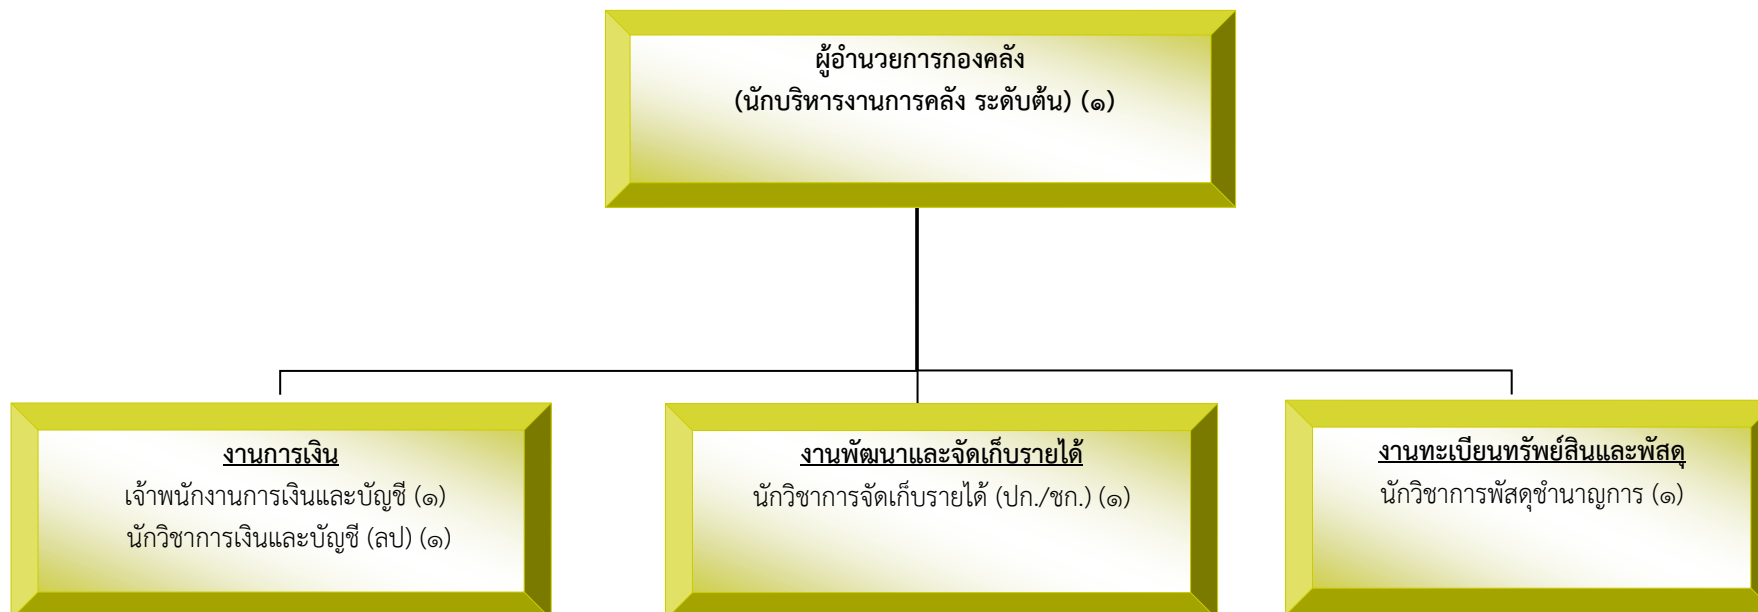 ผู้อำนวยการกองคลัง
(นักบริหารงานการคลัง ระดับต้น) (๑)
งานการเงิน
เจ้าพนักงานการเงินและบัญชี (๑)
นักวิชาการเงินและบัญชี (ลป) (๑)
งานพัฒนาและจัดเก็บรายได้
นักวิชาการจัดเก็บรายได้ (ปก./ชก.) (๑)
งานทะเบียนทรัพย์สินและพัสดุ
นักวิชาการพัสดุชำนาญการ (๑)